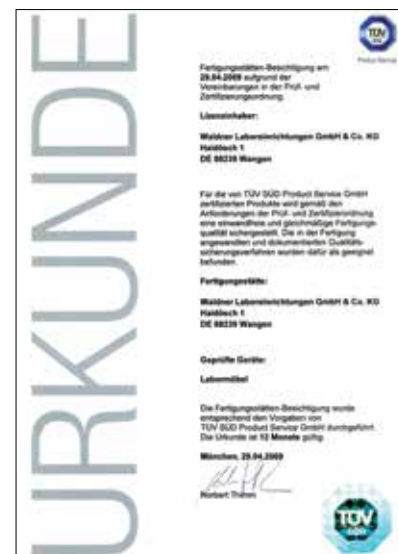 URKUNDE
TÜV
SÜD
Product Service
Fertigungsstätten-Besichtigung am
29.04.2009 aufgrund der
Vereinbarungen in der Prüf- und
Zertifizierungsordnung.
Lizenzinhaber:
Waldner Laboreinrichtungen GmbH & Co. KG
Haidösch 1
DE 88239 Wangen
Für die von TÜV SÜD Product Service GmbH
zertifizierten Produkte wird gemäß den
Anforderungen der Prüf- und Zertifizierordnung
eine einwandfreie und gleichmäßige Fertigungs-
qualität sichergestellt. Die in der Fertigung
angewandten und dokumentierten Qualitäts-
sicherungsverfahren wurden dafür als geeignet
befunden.
Fertigungsstätte:
Waldner Laboreinrichtungen GmbH & Co. KG
Haidösch 1
DE 88239 Wangen
Geprüfte Geräte:
Labormöbel
Die Fertigungsstätten-Besichtigung wurde
entsprechend den Vorgaben von
TÜV SÜD Product Service GmbH durchgeführt.
Die Urkunde ist 12 Monate gültig.
München, 29.04.2009
Norbert
TÜV
SÜD